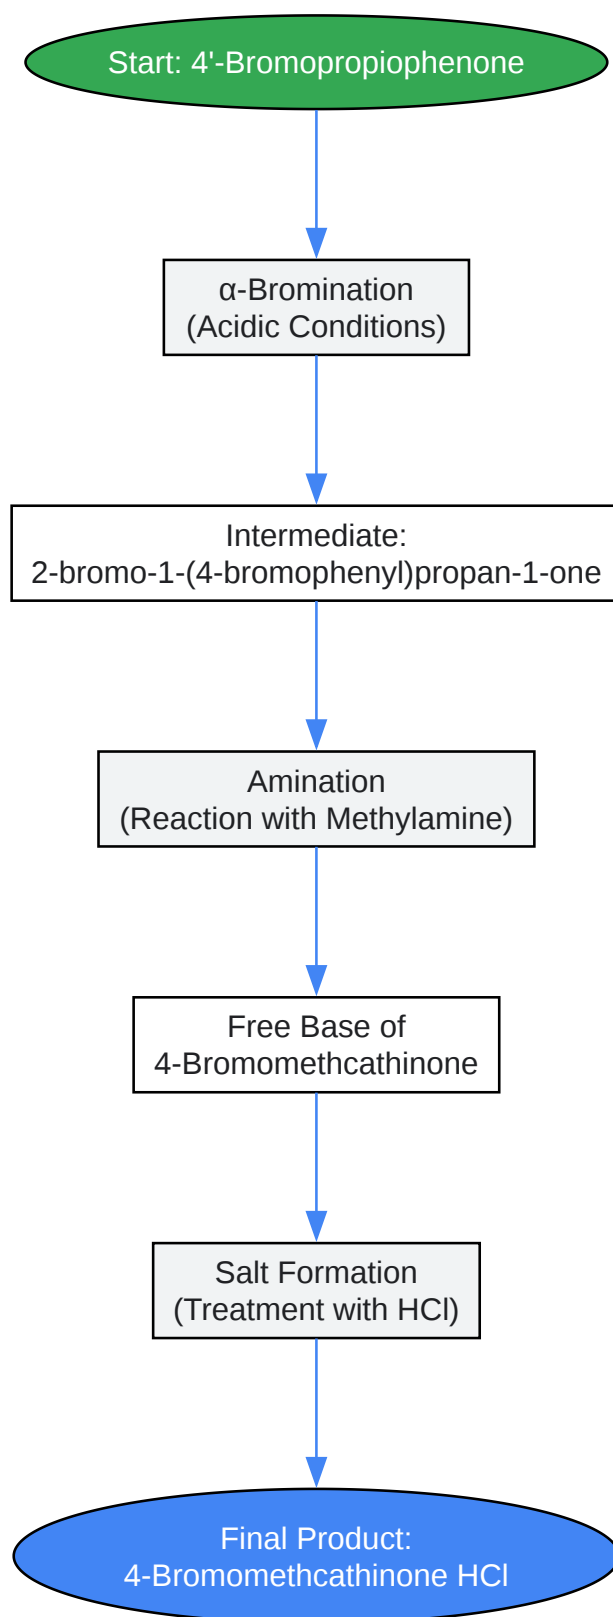 Start: 4'-Bromopropiophenone
α-Bromination
(Acidic Conditions)
Intermediate:
2-bromo-1-(4-bromophenyl)propan-1-one
Amination
(Reaction with Methylamine)
Free Base of
4-Bromomethcathinone
Salt Formation
(Treatment with HCl)
Final Product:
4-Bromomethcathinone HCl